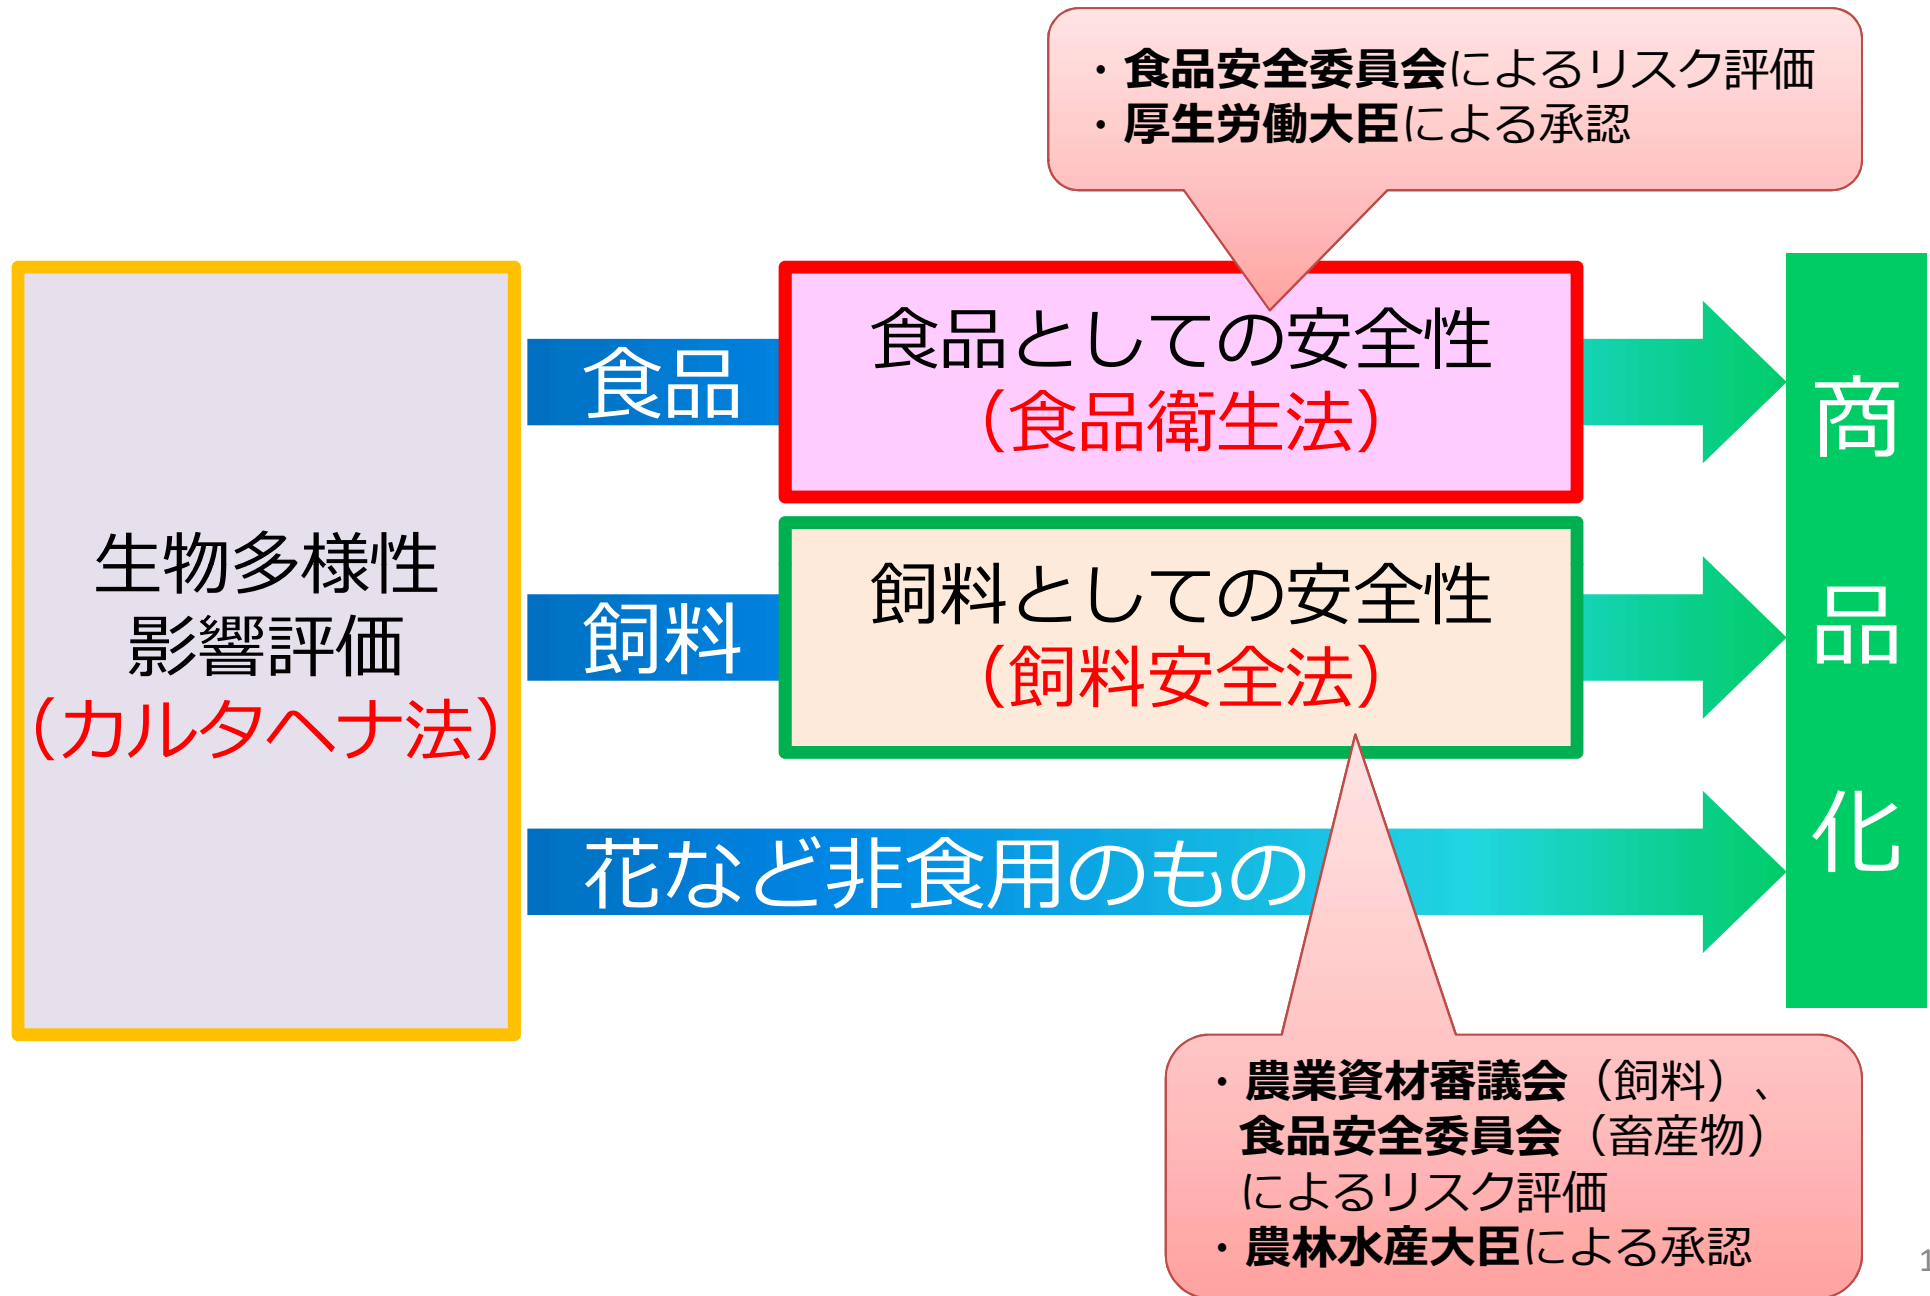 ・食品安全委員会によるリスク評価
・厚生労働大臣による承認
生物多様性
影響評価
（カルタヘナ法）
食品
食品としての安全性
（食品衛生法）
飼料
飼料としての安全性
（飼料安全法）
花など非食用のもの
商
品
化
・農業資材審議会（飼料）、
食品安全委員会（畜産物）
によるリスク評価
・農林水産大臣による承認
1